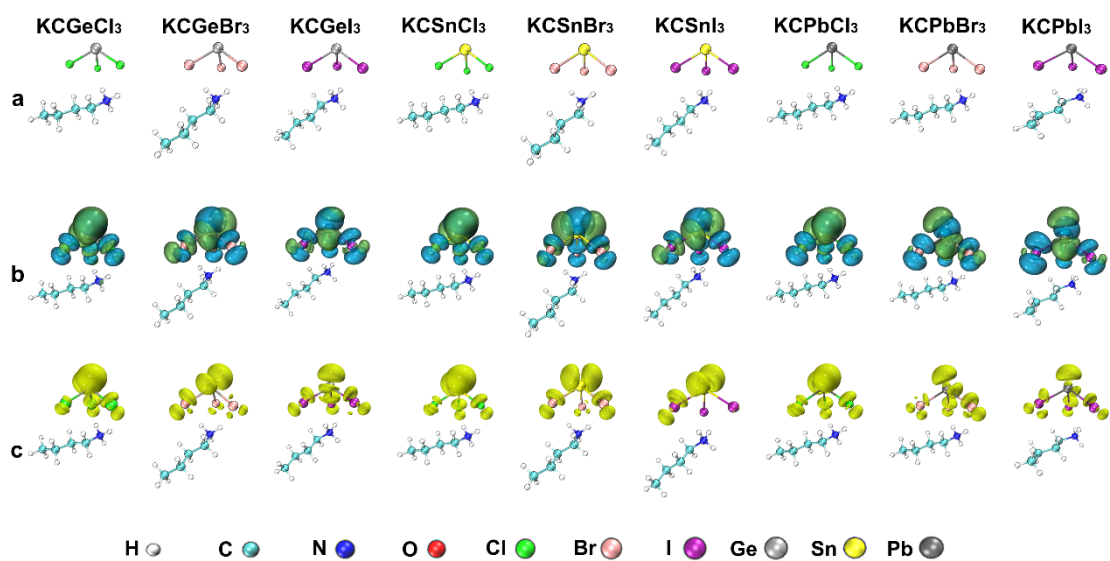 KCGeCl₃ KCGeBr₃ KCGeI₃ KCSnCl₃ KCSnBr₃ KCSnI₃ KCPbCl₃ KCPbBr₃ KCPbI₃
a
b
c
H C N O Cl Br I Ge Sn Pb